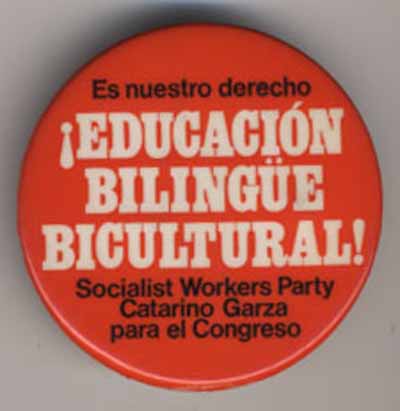 Es nuestro derecho
¡EDUCACIÓN
BILINGÜE
BICULTURAL!
Socialist Workers Party
Catarino Garza
para el Congreso